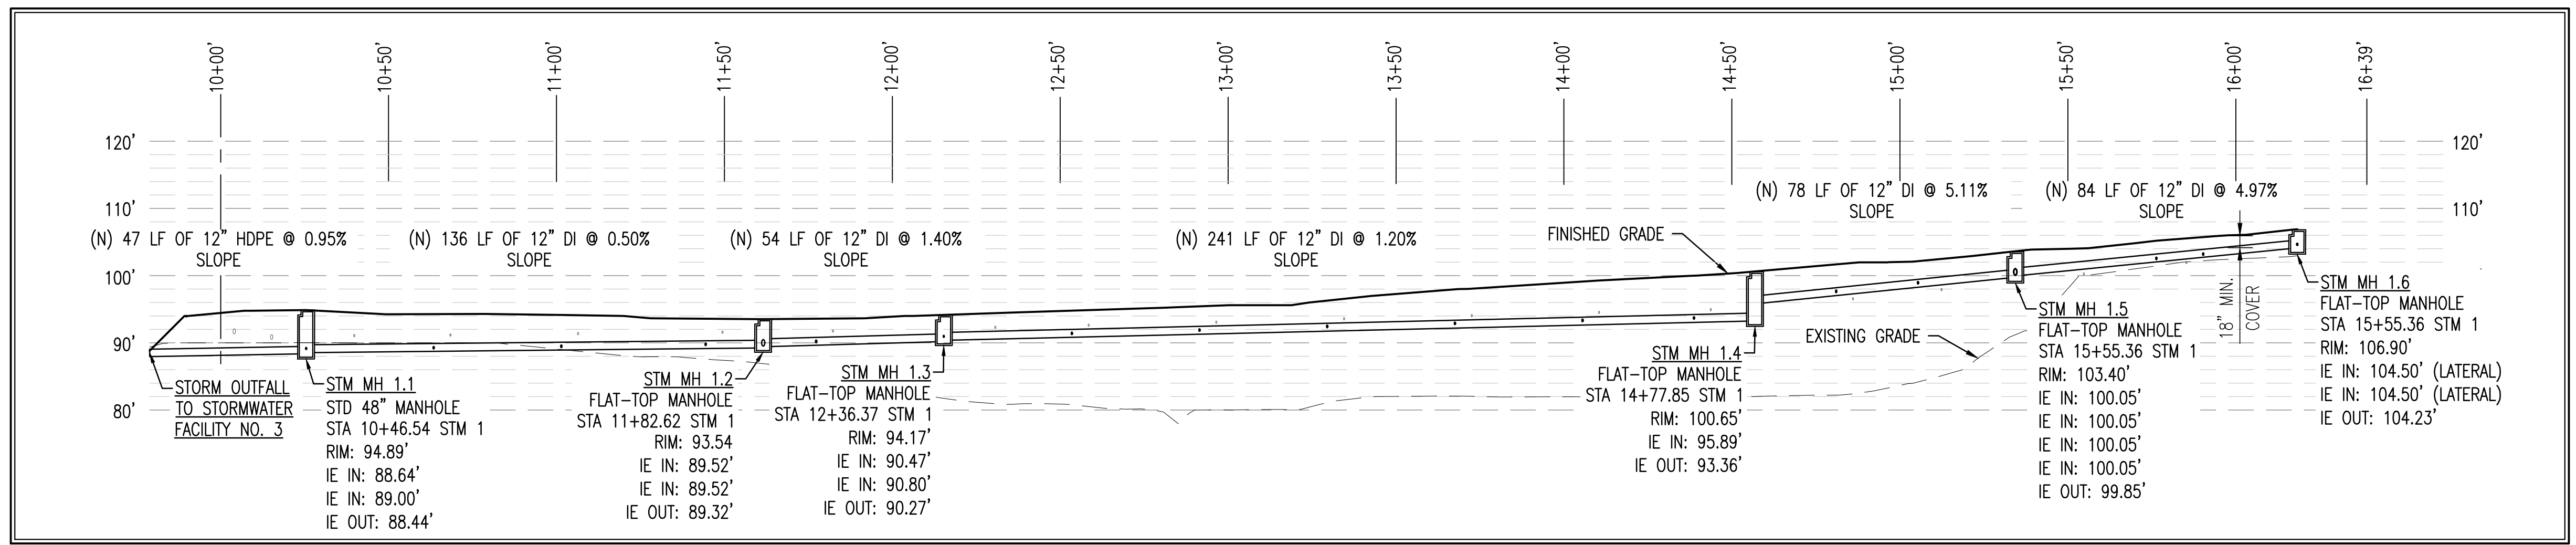 10+00'
10+50'
11+00'
11+50'
12+00'
12+50'
13+00'
13+50'
14+00'
14+50'
15+00'
15+50'
16+00'
16+39'
120'
110'
100'
90'
80'
120'
110'
(N) 47 LF OF 12" HDPE @ 0.95%
SLOPE
(N) 136 LF OF 12" DI @ 0.50%
SLOPE
(N) 54 LF OF 12" DI @ 1.40%
SLOPE
(N) 241 LF OF 12" DI @ 1.20%
SLOPE
(N) 78 LF OF 12" DI @ 5.11%
SLOPE
(N) 84 LF OF 12" DI @ 4.97%
SLOPE
FINISHED GRADE
EXISTING GRADE
18" MIN.
COVER
STORM OUTFALL
TO STORMWATER
FACILITY NO. 3
STM MH 1.1
STD 48" MANHOLE
STA 10+46.54 STM 1
RIM: 94.89'
IE IN: 88.64'
IE IN: 89.00'
IE OUT: 88.44'
STM MH 1.2
FLAT-TOP MANHOLE
STA 11+82.62 STM 1
RIM: 93.54
IE IN: 89.52'
IE IN: 89.52'
IE OUT: 89.32'
STM MH 1.3
FLAT-TOP MANHOLE
STA 12+36.37 STM 1
RIM: 94.17'
IE IN: 90.47'
IE IN: 90.80'
IE OUT: 90.27'
STM MH 1.4
FLAT-TOP MANHOLE
STA 14+77.85 STM 1
RIM: 100.65'
IE IN: 95.89'
IE OUT: 93.36'
STM MH 1.5
FLAT-TOP MANHOLE
STA 15+55.36 STM 1
RIM: 103.40'
IE IN: 100.05'
IE IN: 100.05'
IE IN: 100.05'
IE IN: 100.05'
IE OUT: 99.85'
STM MH 1.6
FLAT-TOP MANHOLE
STA 15+55.36 STM 1
RIM: 106.90'
IE IN: 104.50' (LATERAL)
IE IN: 104.50' (LATERAL)
IE OUT: 104.23'